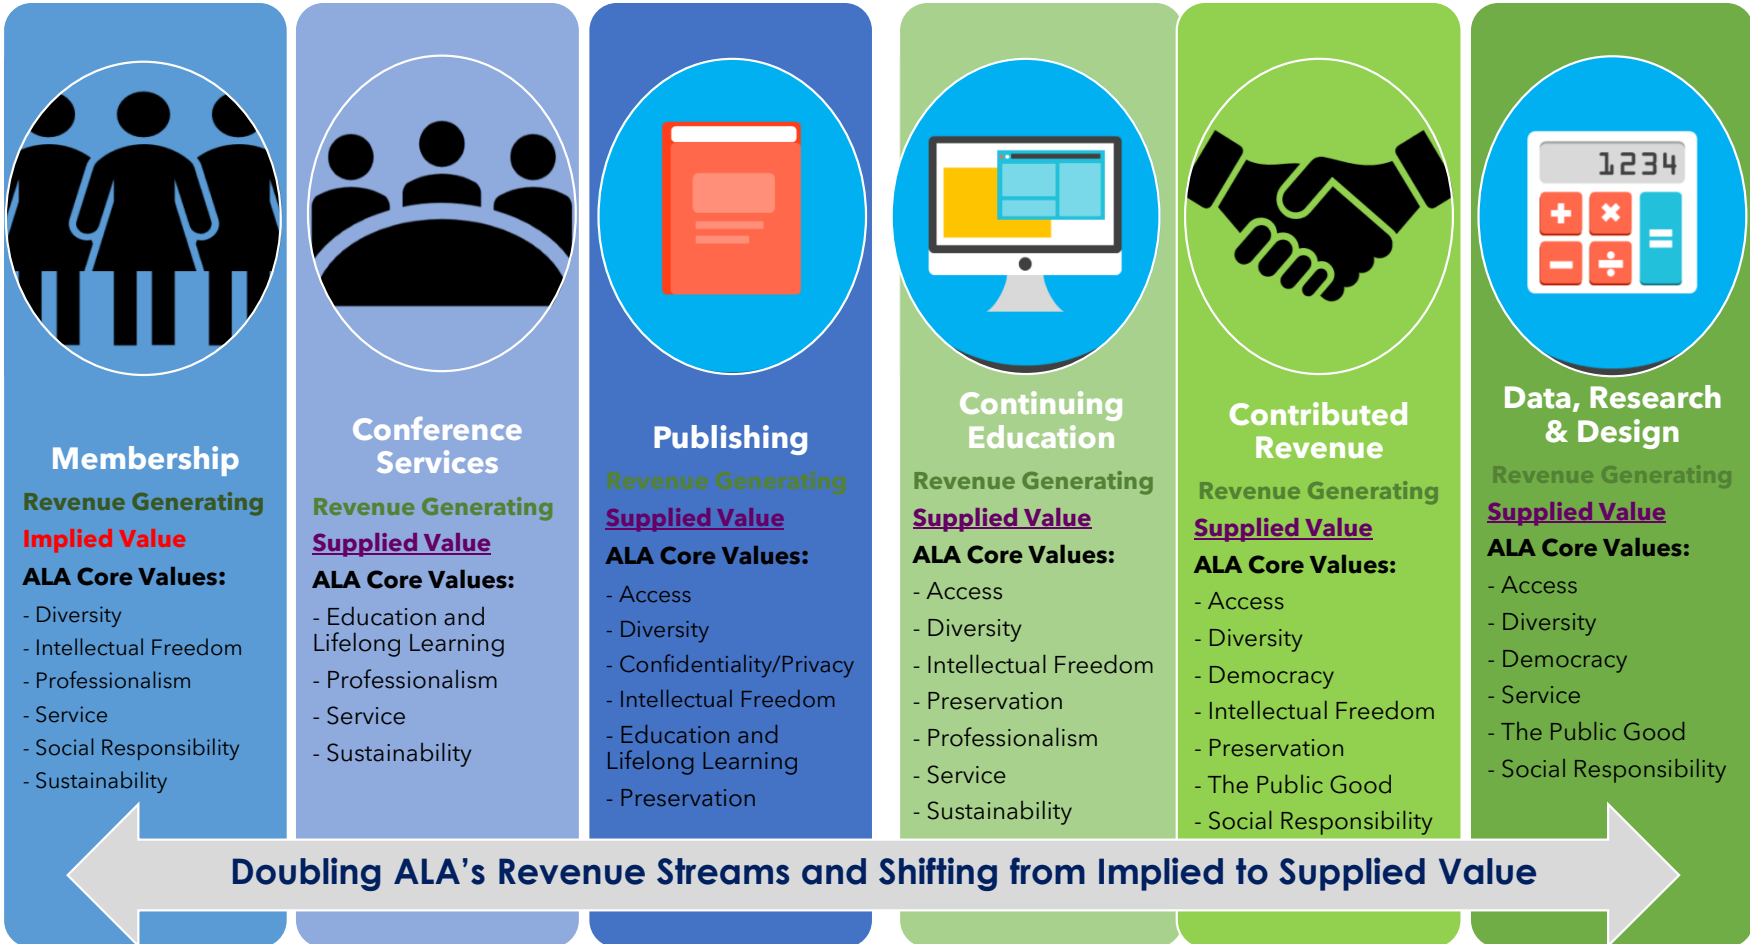 Membership
Revenue Generating
Implied Value
ALA Core Values:
- Diversity
- Intellectual Freedom
- Professionalism
- Service
- Social Responsibility
- Sustainability
Conference
Services
Revenue Generating
Supplied Value
ALA Core Values:
- Education and
Lifelong Learning
- Professionalism
- Service
- Sustainability
Publishing
Revenue Generating
Supplied Value
ALA Core Values:
- Access
- Diversity
- Confidentiality/Privacy
- Intellectual Freedom
- Education and
Lifelong Learning
- Preservation
Continuing
Education
Revenue Generating
Supplied Value
ALA Core Values:
- Access
- Diversity
- Intellectual Freedom
- Preservation
- Professionalism
- Service
- Sustainability
Contributed
Revenue
Revenue Generating
Supplied Value
ALA Core Values:
- Access
- Diversity
- Democracy
- Intellectual Freedom
- Preservation
- The Public Good
- Social Responsibility
1234
+ ×
- ÷ =
Data, Research
& Design
Revenue Generating
Supplied Value
ALA Core Values:
- Access
- Diversity
- Democracy
- Service
- The Public Good
- Social Responsibility
Doubling ALA's Revenue Streams and Shifting from Implied to Supplied Value